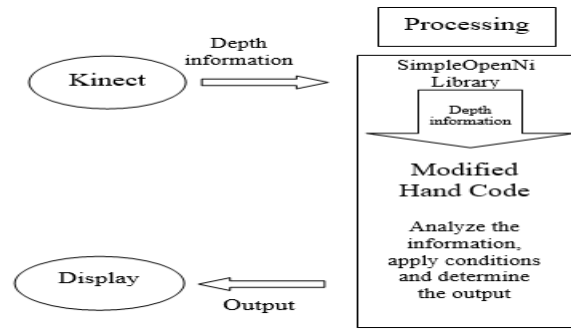 Kinect
Depth
information
Processing
SimpleOpenNi
Library
Depth
information
Modified
Hand Code
Analyze the
information,
apply conditions
and determine
the output
Display
Output